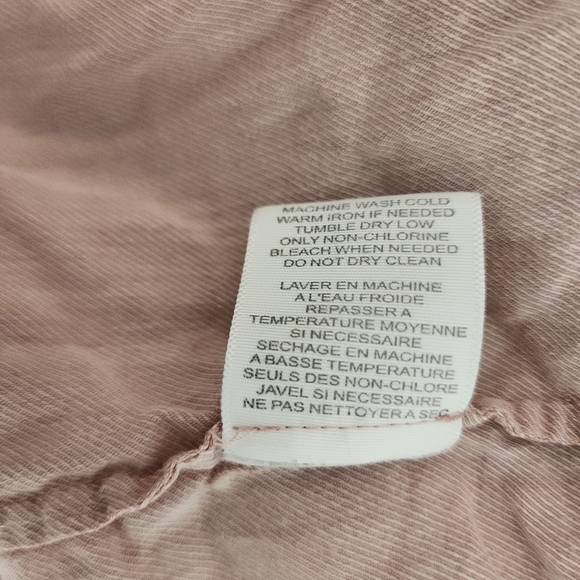 MACHINE WASH COLD
WARM IRON IF NEEDED
TUMBLE DRY LOW
ONLY NON-CHLORINE
BLEACH WHEN NEEDED
DO NOT DRY CLEAN
LAVER EN MACHINE
A L'EAU FROIDE
REPASSER A
TEMPERATURE MOYENNE
SI NECESSAIRE
SECHAGE EN MACHINE
A BASSE TEMPERATURE
SEULS DES NON-CHLORE
JAVEL SI NECESSAIRE
NE PAS NETTOYER A SEC